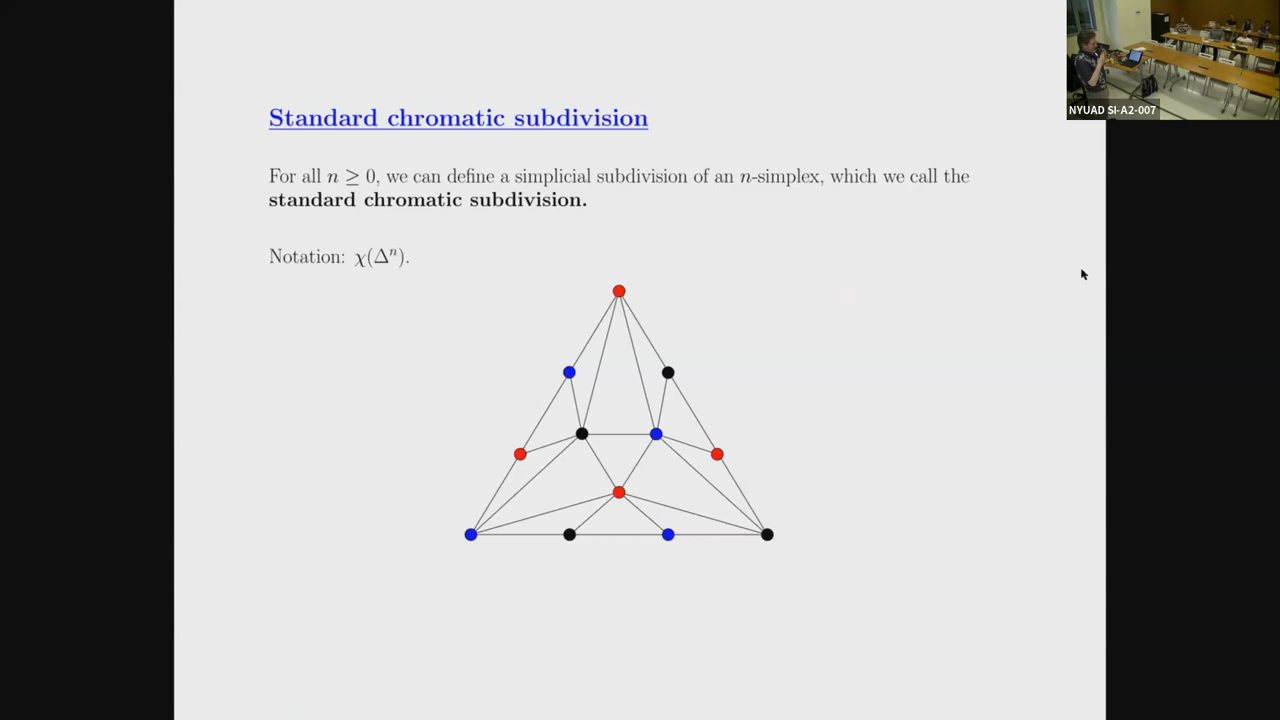 NYUAD SI-A2-007
Standard chromatic subdivision
For all n ≥ 0, we can define a simplicial subdivision of an n-simplex, which we call the
standard chromatic subdivision.
Notation: χ(Δⁿ).